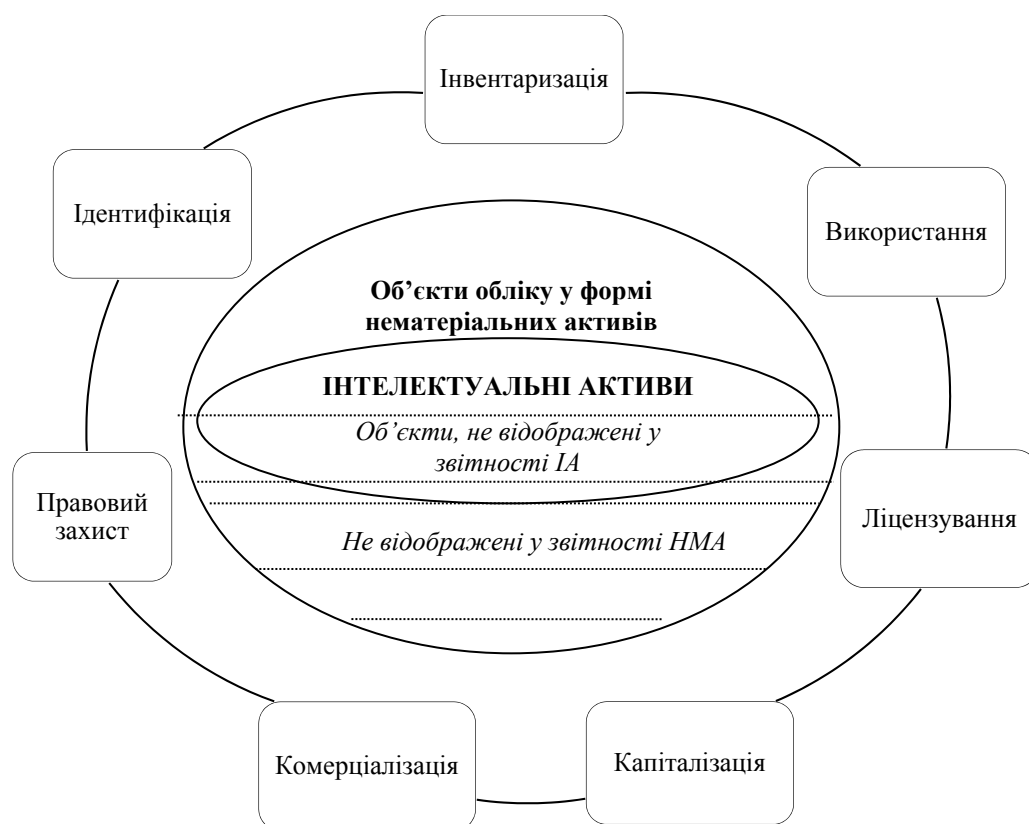 Інвентаризація
Ідентифікація
Використання
Об’єкти обліку у формі
нематеріальних активів
ІНТЕЛЕКТУАЛЬНІ АКТИВИ
Об’єкти, не відображені у
звітності ІА
Правовий
захист
Ліцензування
Не відображені у звітності НМА
Комерціалізація
Капіталізація